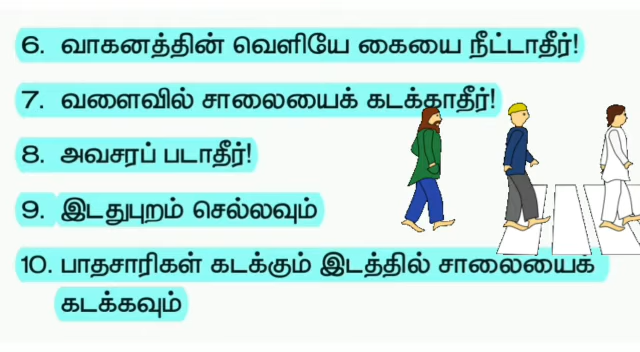 6. வாகனத்தின் வெளியே கையை நீட்டாதீர்!
7. வளைவில் சாலையைக் கடக்காதீர்!
8. அவசரப் படாதீர்!
9. இடதுபுறம் செல்லவும்
10. பாதசாரிகள் கடக்கும் இடத்தில் சாலையைக்
கடக்கவும்